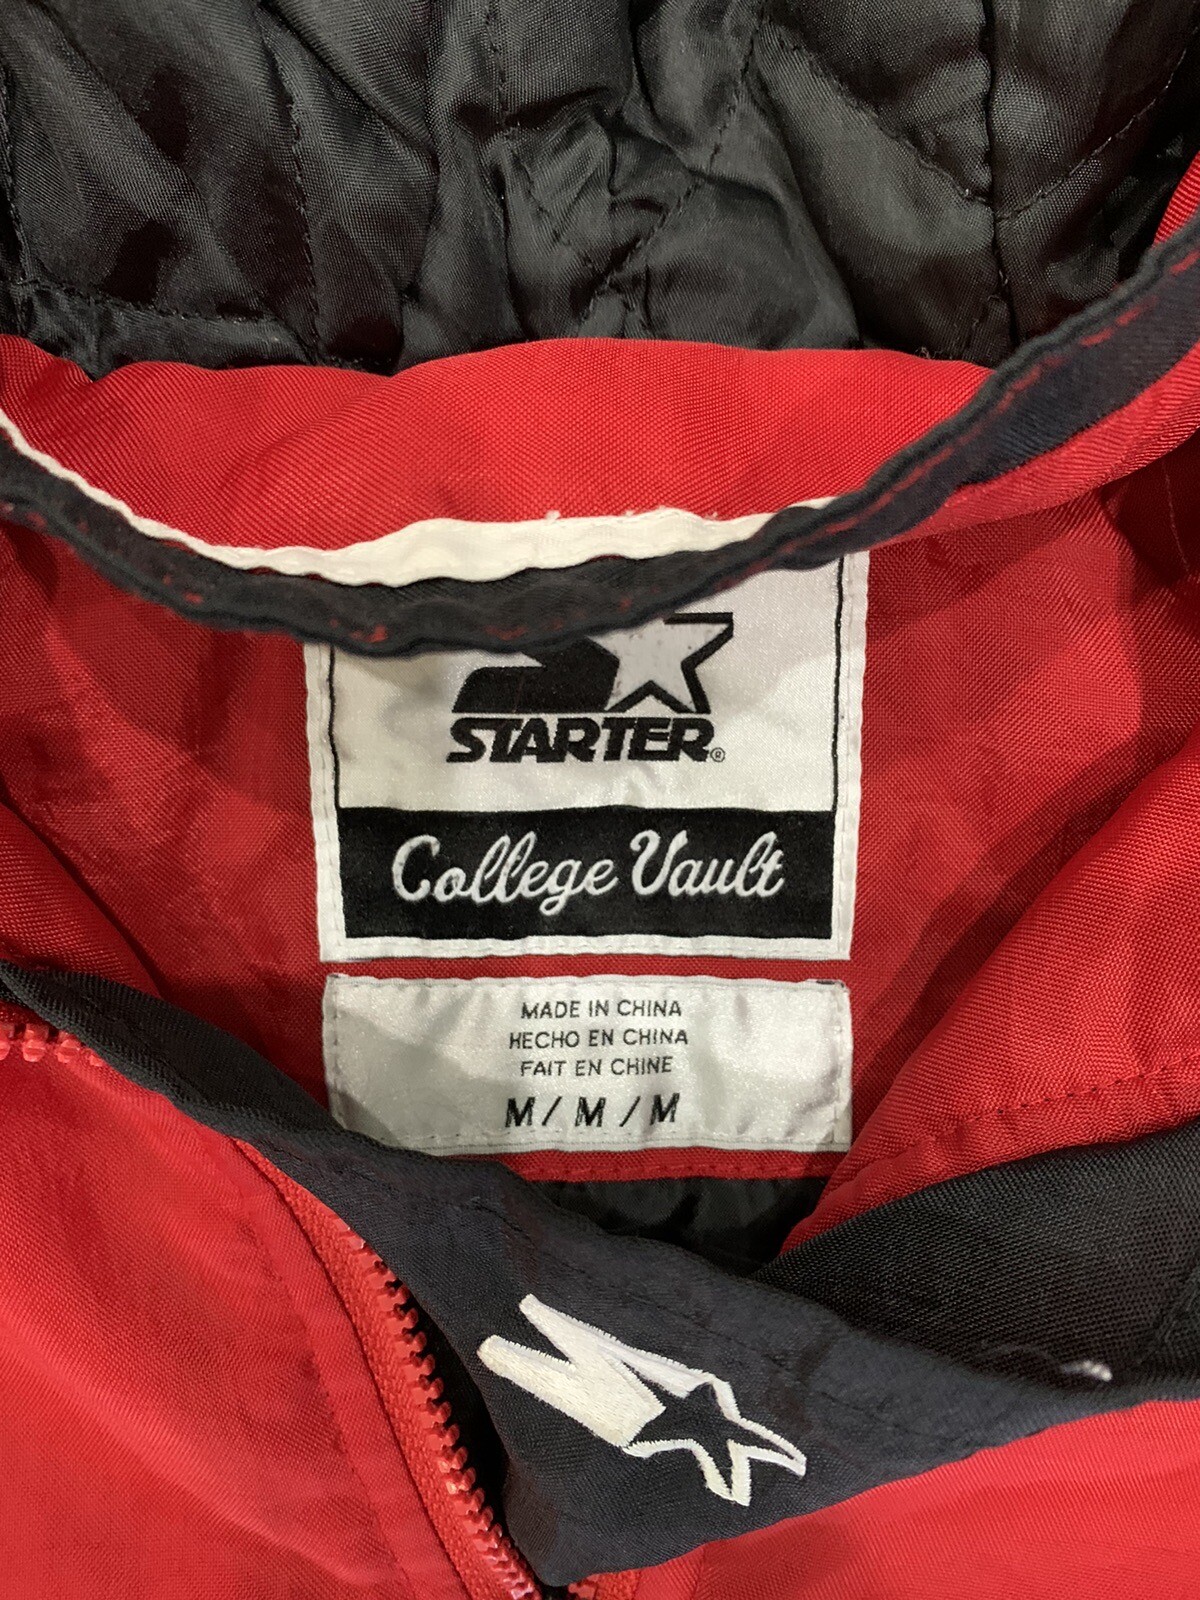 STARTER®
College Vault
MADE IN CHINA
HECHO EN CHINA
FAIT EN CHINE
M / M / M